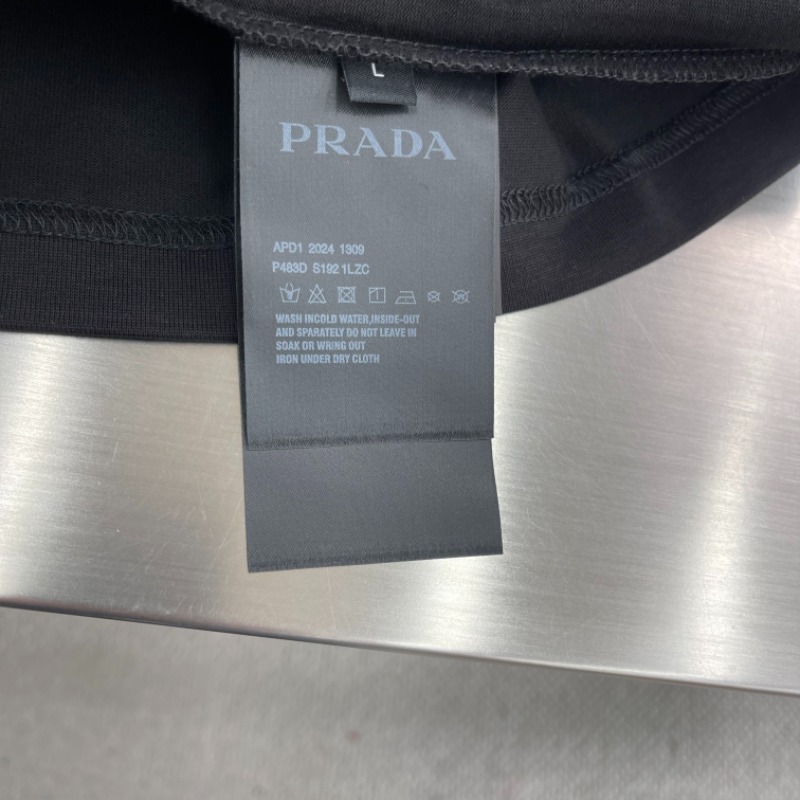 L
PRADA
APD1 2024 1309
P483D S192 1LZC
WASH INCOLD WATER,INSIDE-OUT
AND SPARATELY DO NOT LEAVE IN
SOAK OR WRING OUT
IRON UNDER DRY CLOTH